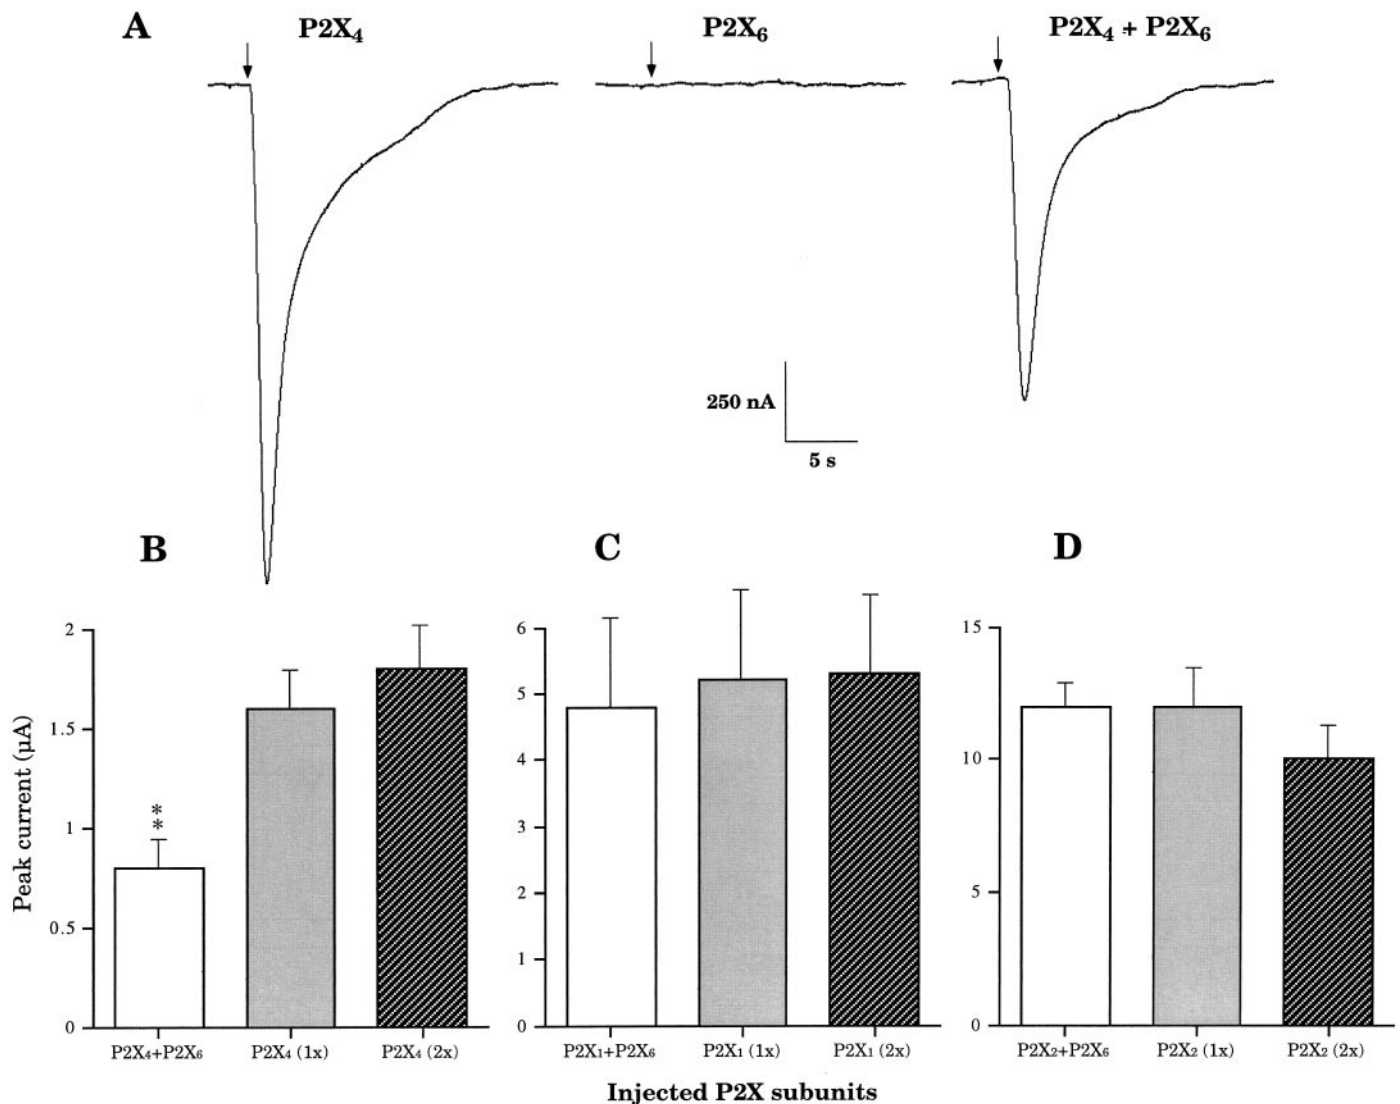 A
P2X₄
P2X₆
P2X₄ + P2X₆
250 nA
5 s
B
C
D
Peak current (µA)
2
1.5
1
0.5
0
**
P2X₄+P2X₆
P2X₄ (1x)
P2X₄ (2x)
6
5
4
3
2
1
0
P2X₁+P2X₆
P2X₁ (1x)
P2X₁ (2x)
15
10
5
0
P2X₂+P2X₆
P2X₂ (1x)
P2X₂ (2x)
Injected P2X subunits